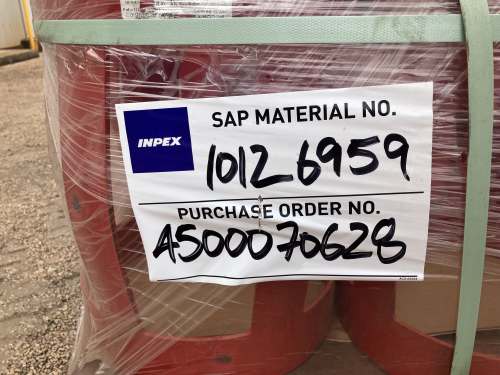 INPEX
SAP MATERIAL NO.
10126959
PURCHASE ORDER NO.
4500070628